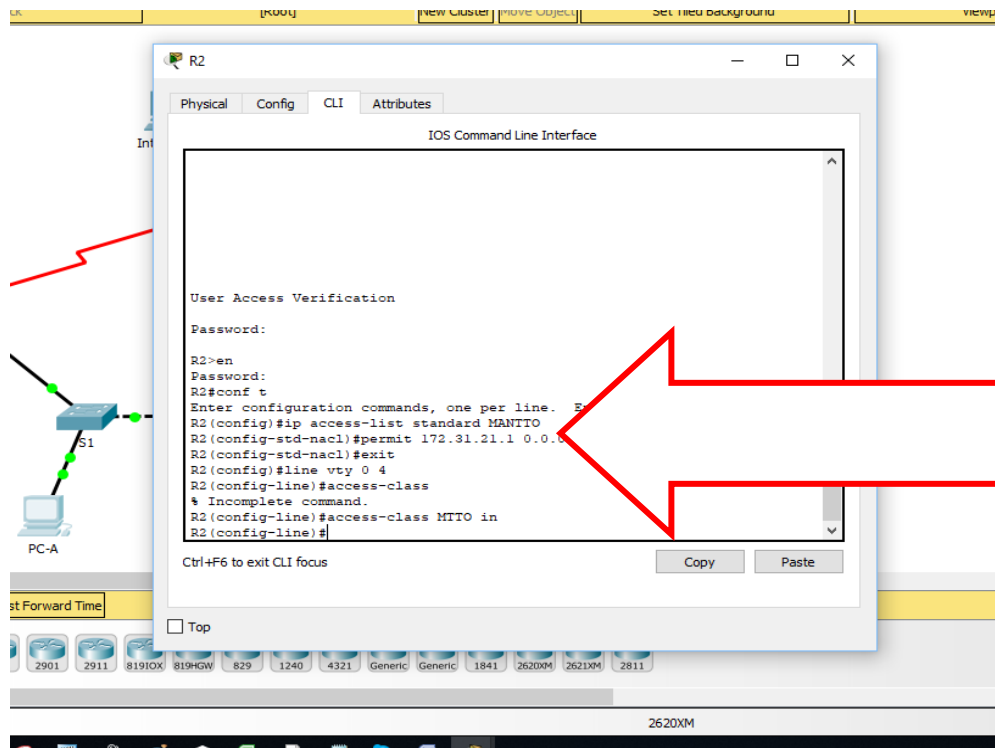 [Root]
New Cluster
Move Object
Set Tiled Background
R2
Physical
Config
CLI
Attributes
IOS Command Line Interface
User Access Verification
Password:
R2>en
Password:
R2#conf t
Enter configuration commands, one per line.
R2(config)#ip access-list standard MANTTO
R2(config-std-nacl)#permit 172.31.21.1 0.0.
R2(config-std-nacl)#exit
R2(config)#line vty 0 4
R2(config-line)#access-class
% Incomplete command.
R2(config-line)#access-class MTTO in
R2(config-line)#
Ctrl+F6 to exit CLI focus
Copy
Paste
Top
S1
PC-A
st Forward Time
2901
2911
819IOX
819HGW
829
1240
4321
Generic
Generic
1841
2620XM
2621XM
2811
2620XM